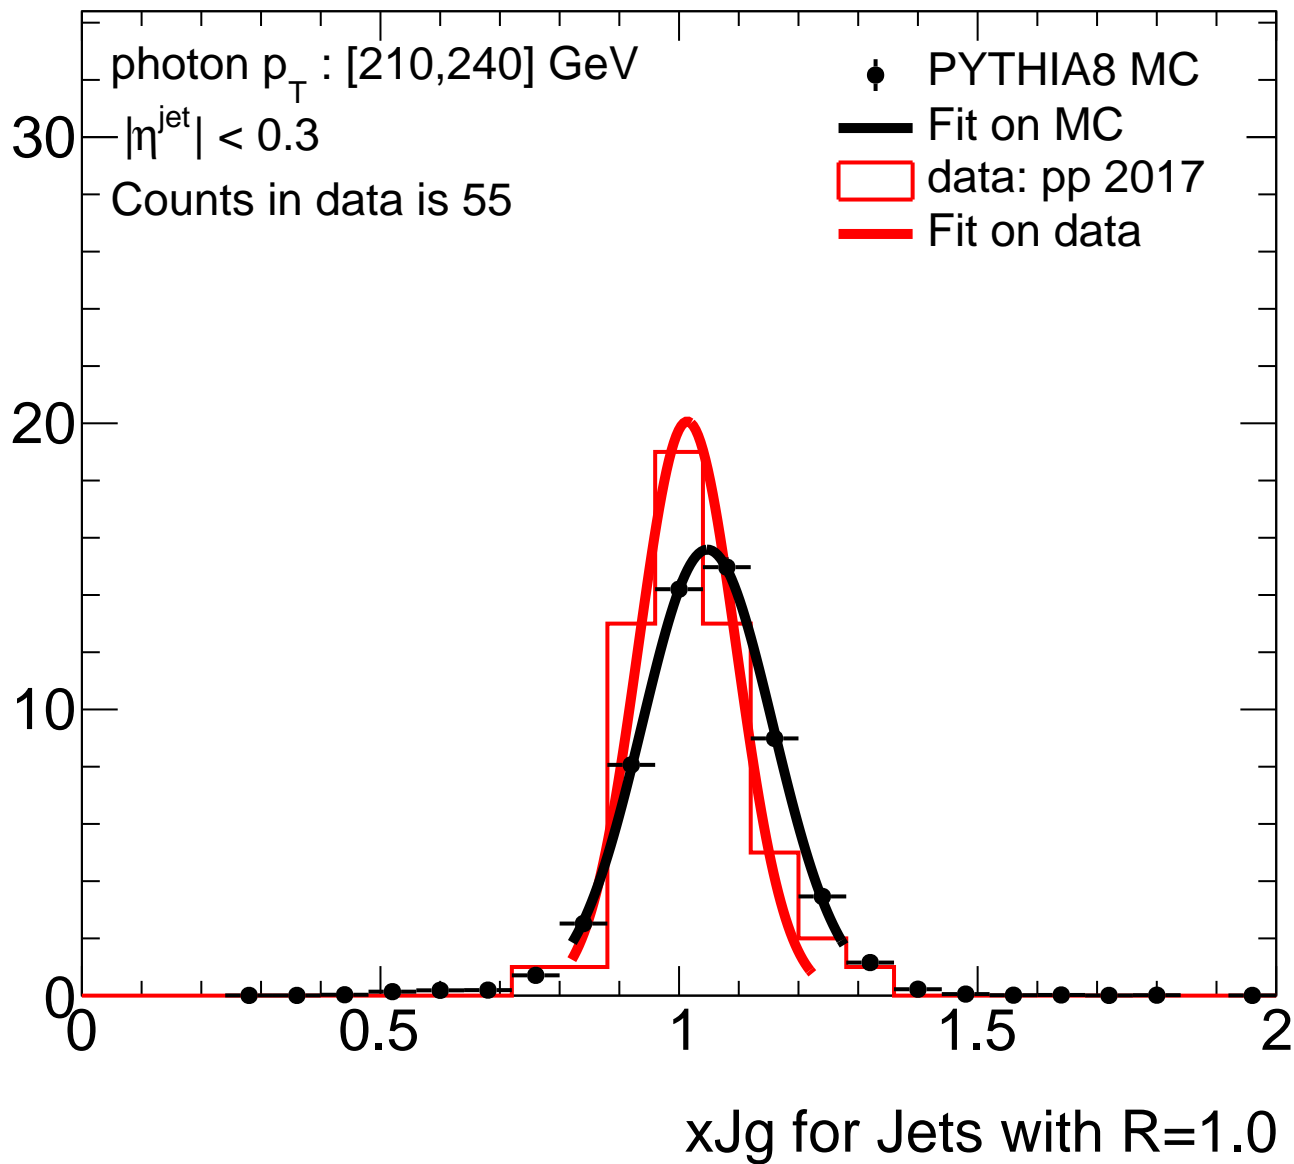 photon p_T : [210,240] GeV
|η^jet| < 0.3
Counts in data is 55
PYTHIA8 MC
Fit on MC
data: pp 2017
Fit on data
30
20
10
0
0 0.5 1 1.5 2
xJg for Jets with R=1.0